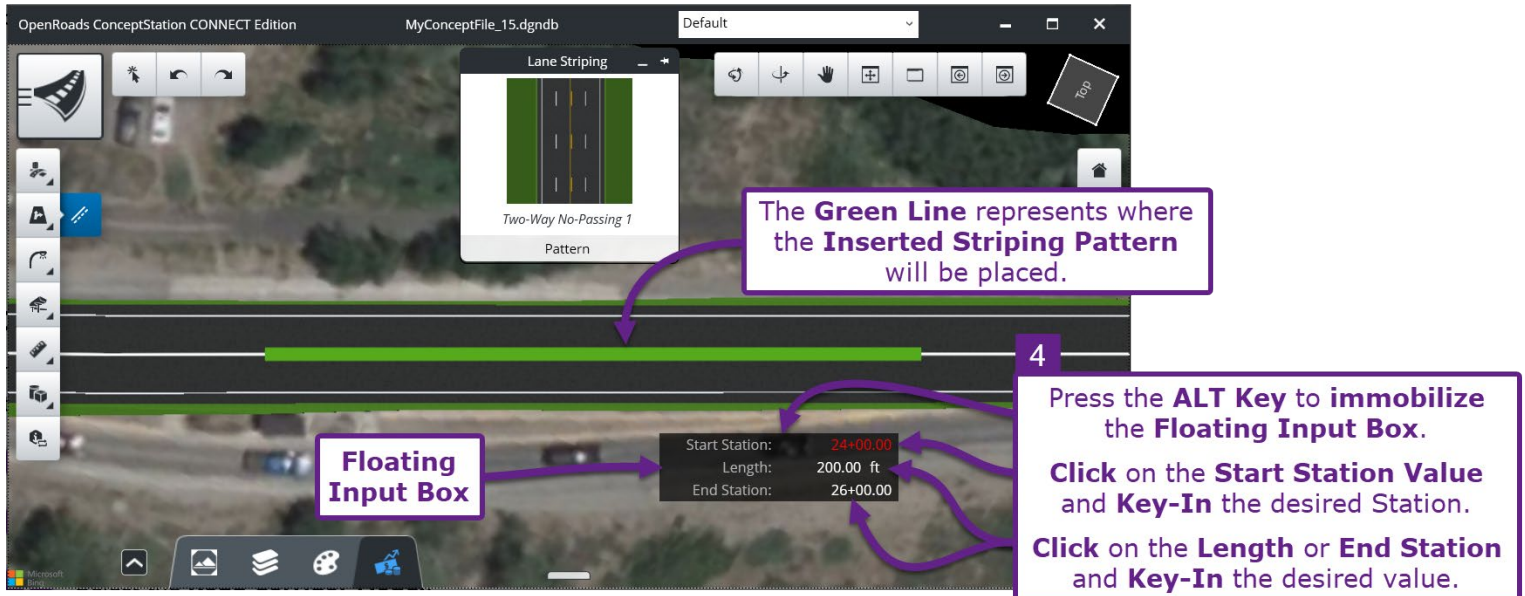 OpenRoads ConceptStation CONNECT Edition
MyConceptFile_15.dgndb
Default
Lane Striping
Top
Two-Way No-Passing 1
Pattern
The Green Line represents where
the Inserted Striping Pattern
will be placed.
4
Press the ALT Key to immobilize
the Floating Input Box.
Click on the Start Station Value
and Key-In the desired Station.
Click on the Length or End Station
and Key-In the desired value.
Floating
Input Box
Start Station: 24+00.00
Length: 200.00 ft
End Station: 26+00.00
Microsoft
Bing